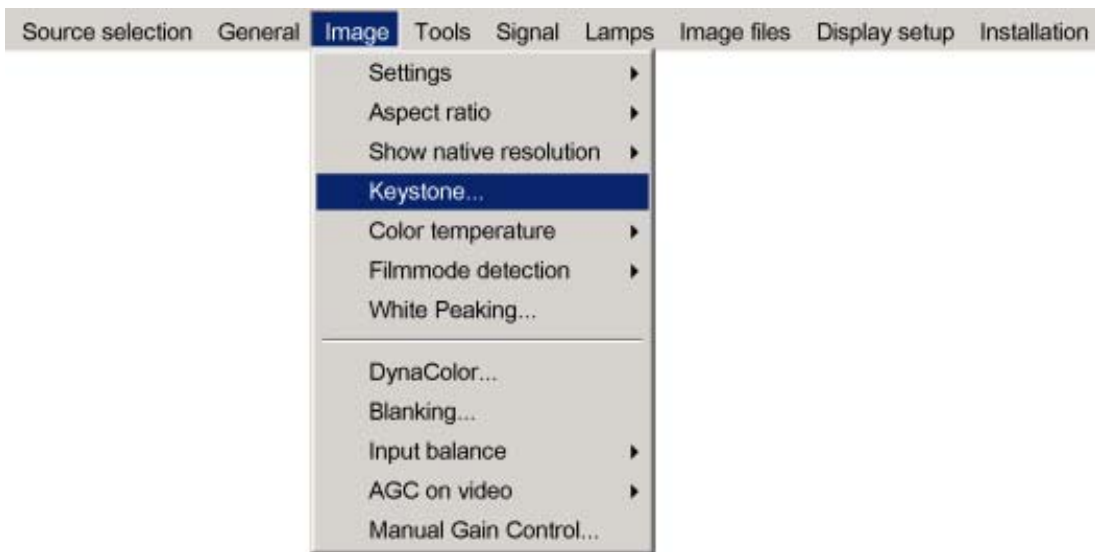 Source selection General Image Tools Signal Lamps Image files Display setup Installation
Settings
Aspect ratio
Show native resolution
Keystone...
Color temperature
Filmmode detection
White Peaking...
DynaColor...
Blanking...
Input balance
AGC on video
Manual Gain Control...